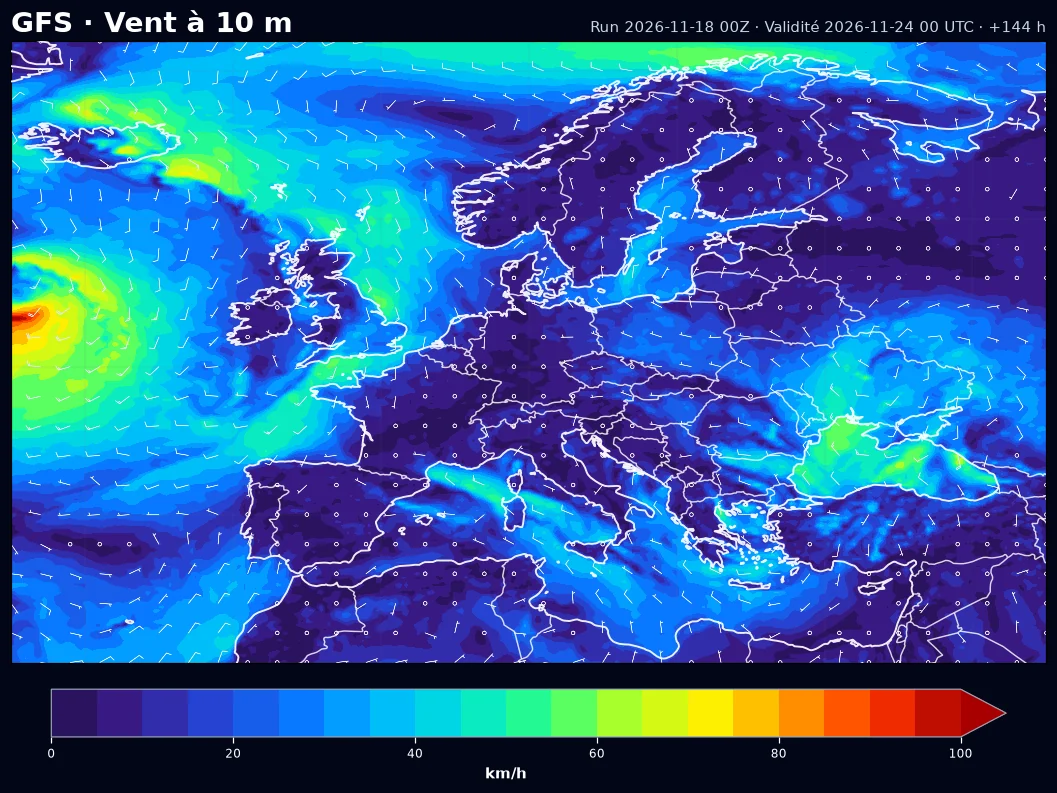 GFS · Vent à 10 m
Run 2026-11-18 00Z · Validité 2026-11-24 00 UTC · +144 h
0 20 40 60 80 100
km/h